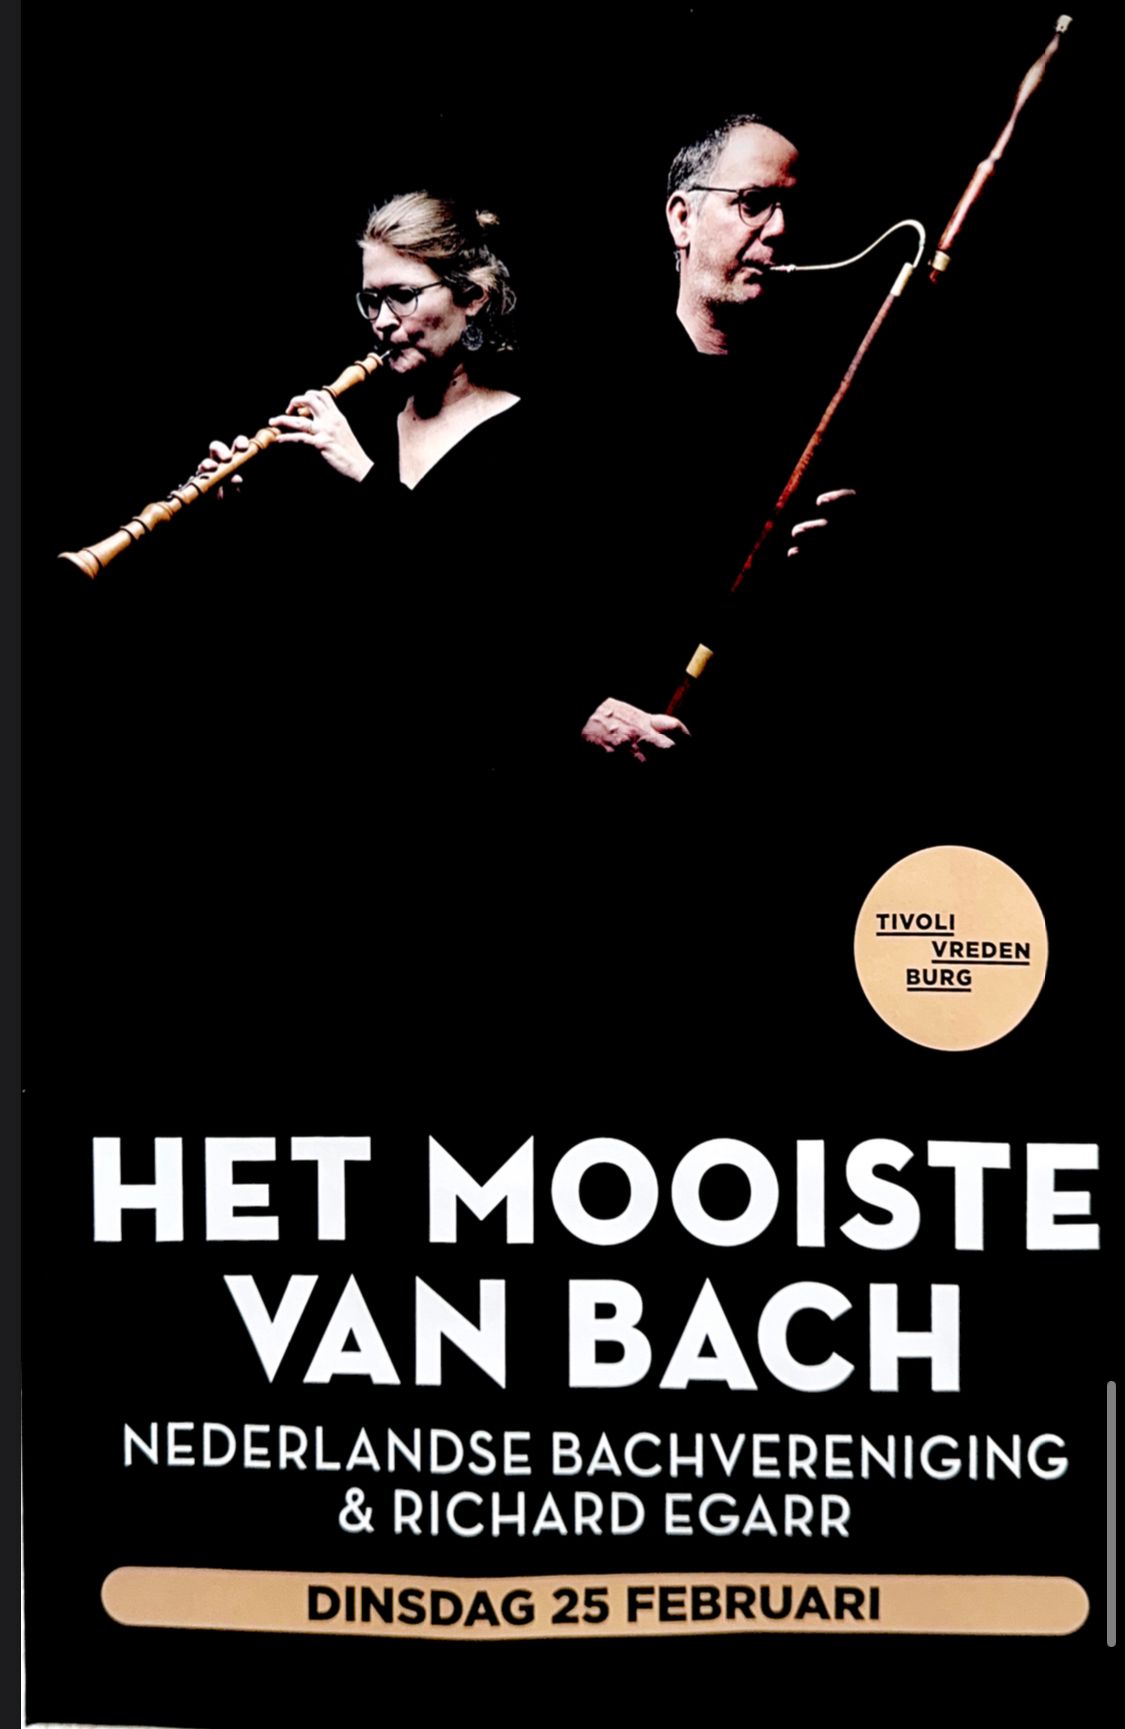 TIVOLI
VREDEN
BURG
HET MOOISTE
VAN BACH
NEDERLANDSE BACHVERENIGING
& RICHARD EGARR
DINSDAG 25 FEBRUARI